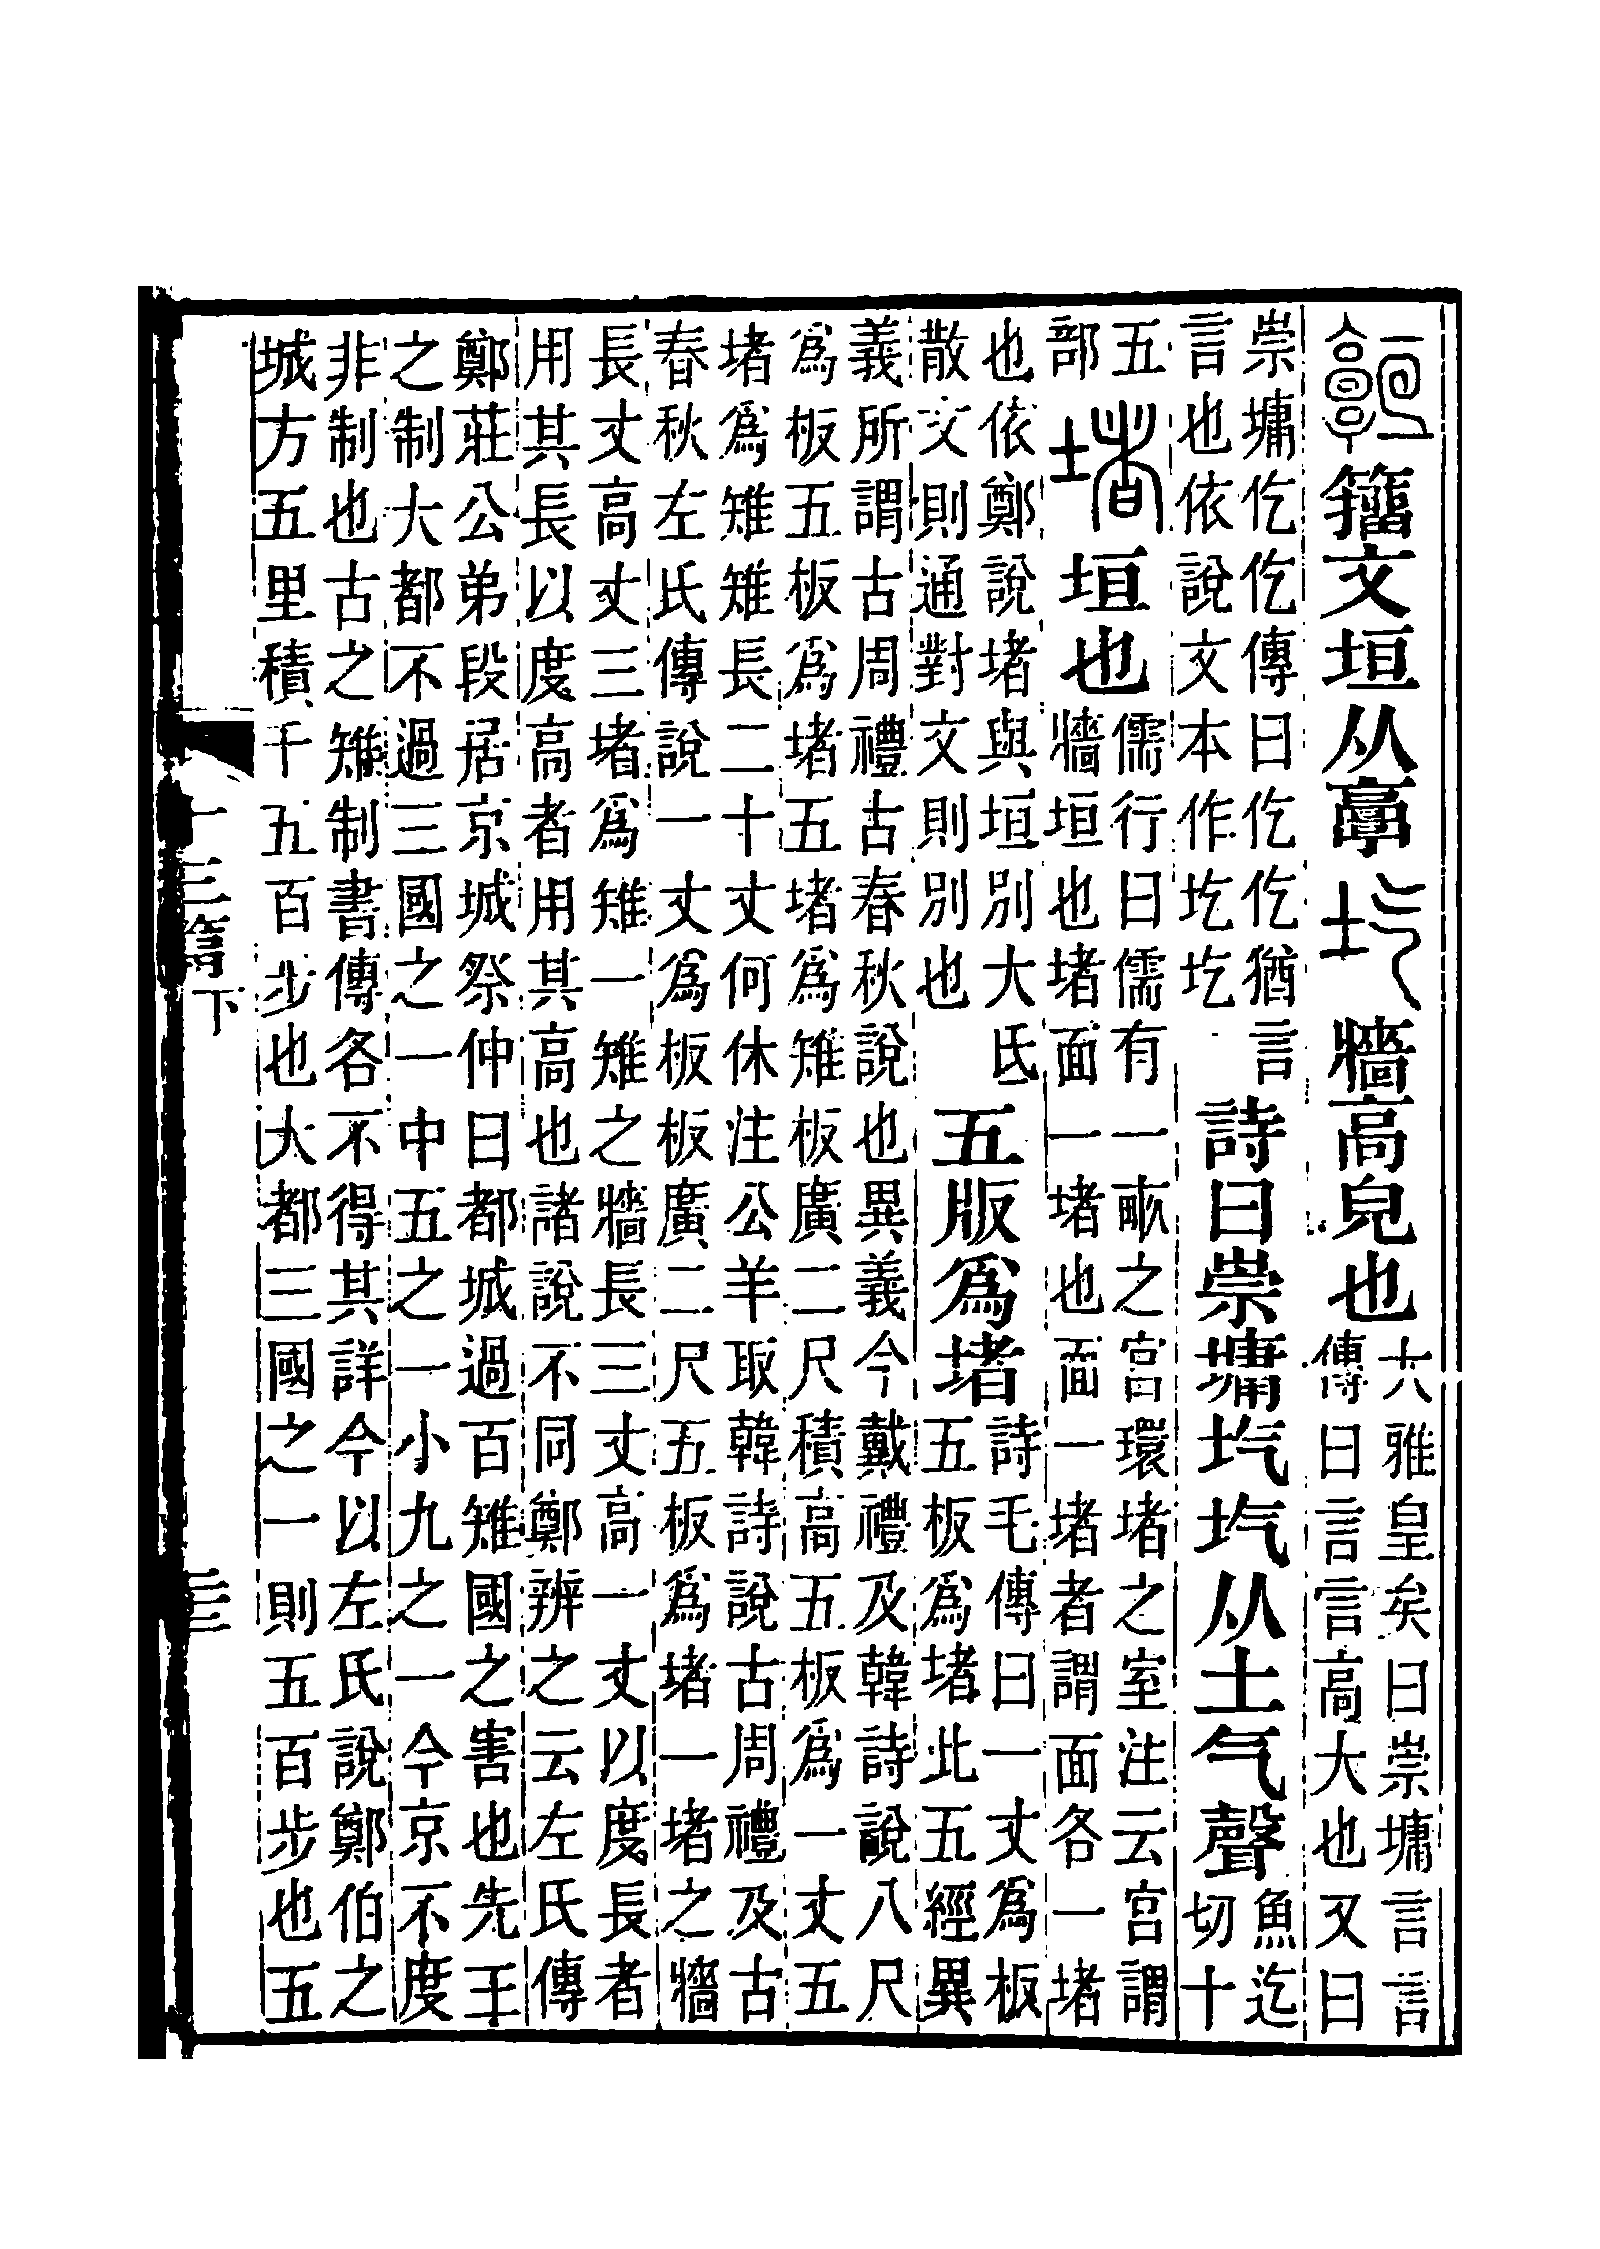 𩫨籒文垣从𩫏圪牆高皃也大雅皇矣曰崇墉言言
傳曰言言高大也又曰
崇墉仡仡傳曰仡仡猶言
言也依說文本作圪圪
詩曰崇墉圪圪从土气聲魚迄
切十
五
部
堵垣也儒行曰儒有一畝之宮環堵之室注云宮謂
牆垣也堵面一堵也面一堵者謂面各一堵
也依鄭說堵與垣別大氐
散文則通對文則別也
五版爲堵詩毛傳曰一丈爲板
五板爲堵此五經異
義所謂古周禮古春秋說也異義今戴禮及韓詩說八尺
爲板五板爲堵五堵爲雉板廣二尺積高五板爲一丈五
堵爲雉雉長二十丈何休注公羊取韓詩說古周禮及古
春秋左氏傳說一丈爲板板廣二尺五板爲堵一堵之牆
長丈高丈三堵爲雉一雉之牆長三丈高一丈以度長者
用其長以度高者用其高也諸說不同鄭辨之云左氏傳
鄭莊公弟段居京城祭仲曰都城過百雉國之害也先王
之制大都不過三國之一中五之一小九之一今京不度
非制也古之雉制書傳各不得其詳今以左氏說鄭伯之
城方五里積千五百步也大都三國之一則五百步也五
十三篇下